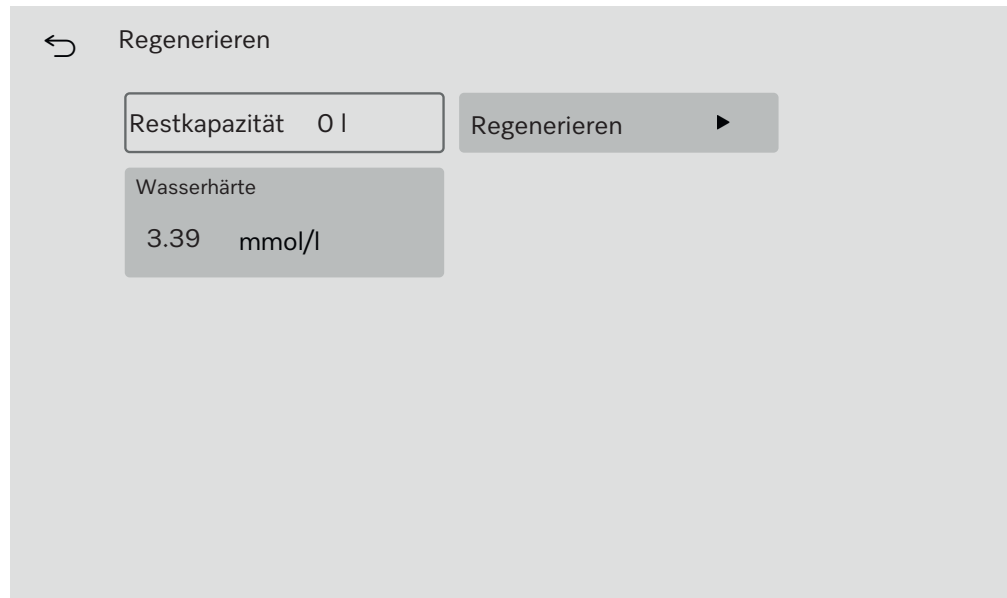 Regenerieren
Restkapazität 0 l
Regenerieren
Wasserhärte
3.39 mmol/l